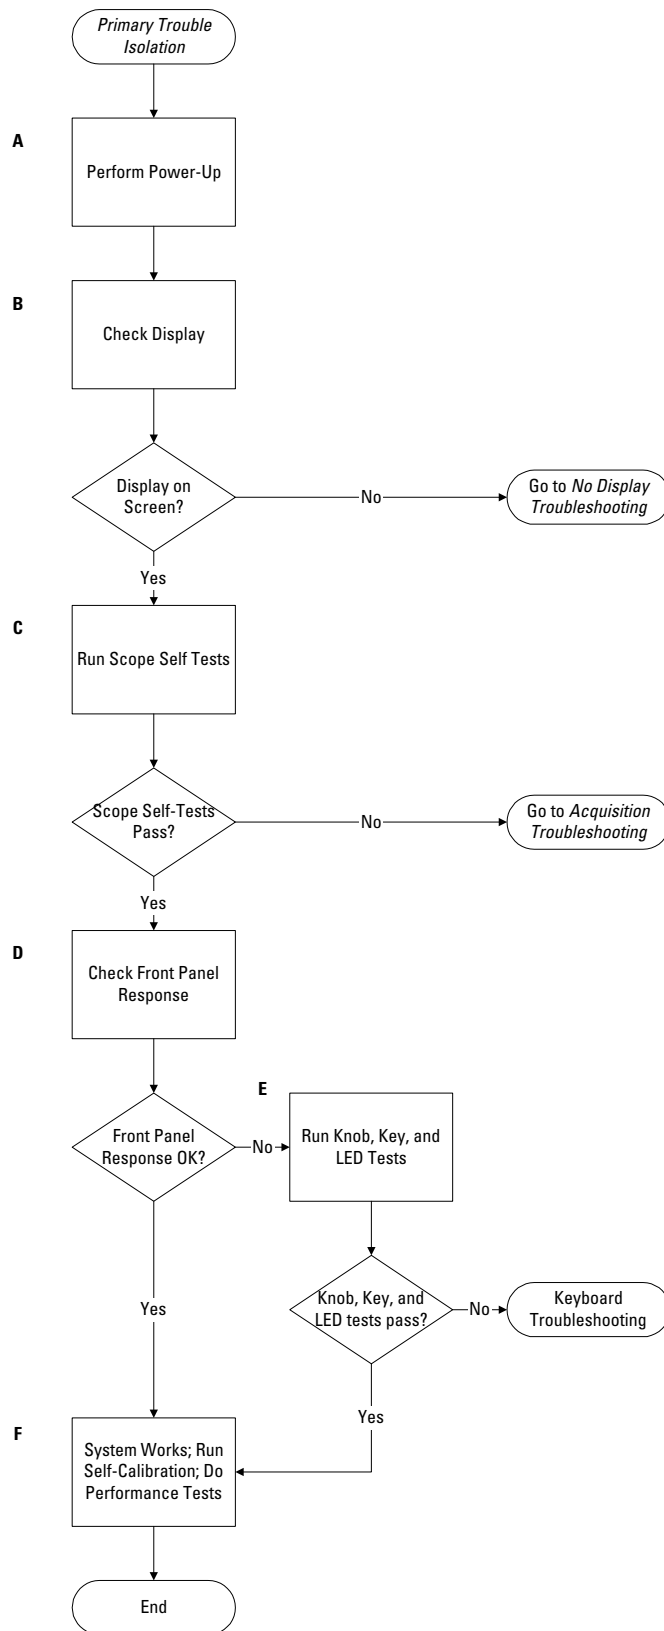 Primary Trouble
Isolation
A
Perform Power-Up
B
Check Display
Display on
Screen?
No
Go to No Display
Troubleshooting
Yes
C
Run Scope Self Tests
Scope Self-Tests
Pass?
No
Go to Acquisition
Troubleshooting
Yes
D
Check Front Panel
Response
E
Front Panel
Response OK?
No
Run Knob, Key, and
LED Tests
Yes
Knob, Key, and
LED tests pass?
No
Keyboard
Troubleshooting
Yes
F
System Works; Run
Self-Calibration; Do
Performance Tests
End